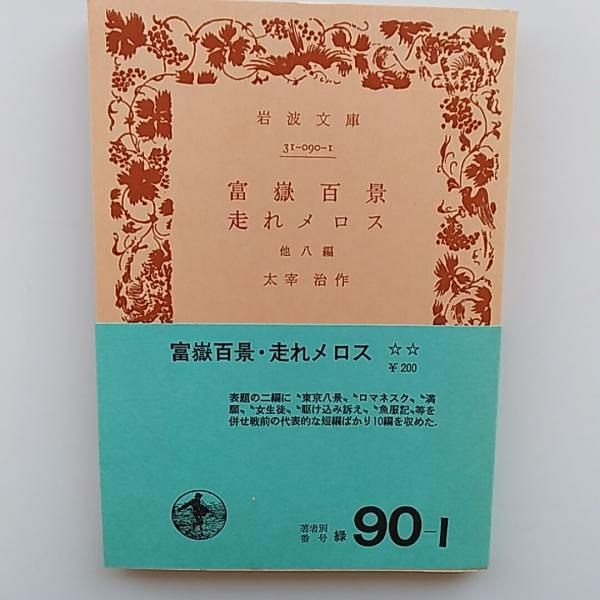 岩波文庫
31-090-1
富嶽百景
走れメロス
他八編
太宰治作
富嶽百景・走れメロス ☆☆
¥200
表題の二編に〝東京八景〟〝ロマネスク〟〝満
願〟〝女生徒〟〝駆け込み訴え〟〝魚服記〟等を
併せ戦前の代表的な短編ばかり10編を収めた.
著者別
番号 緑 90-1